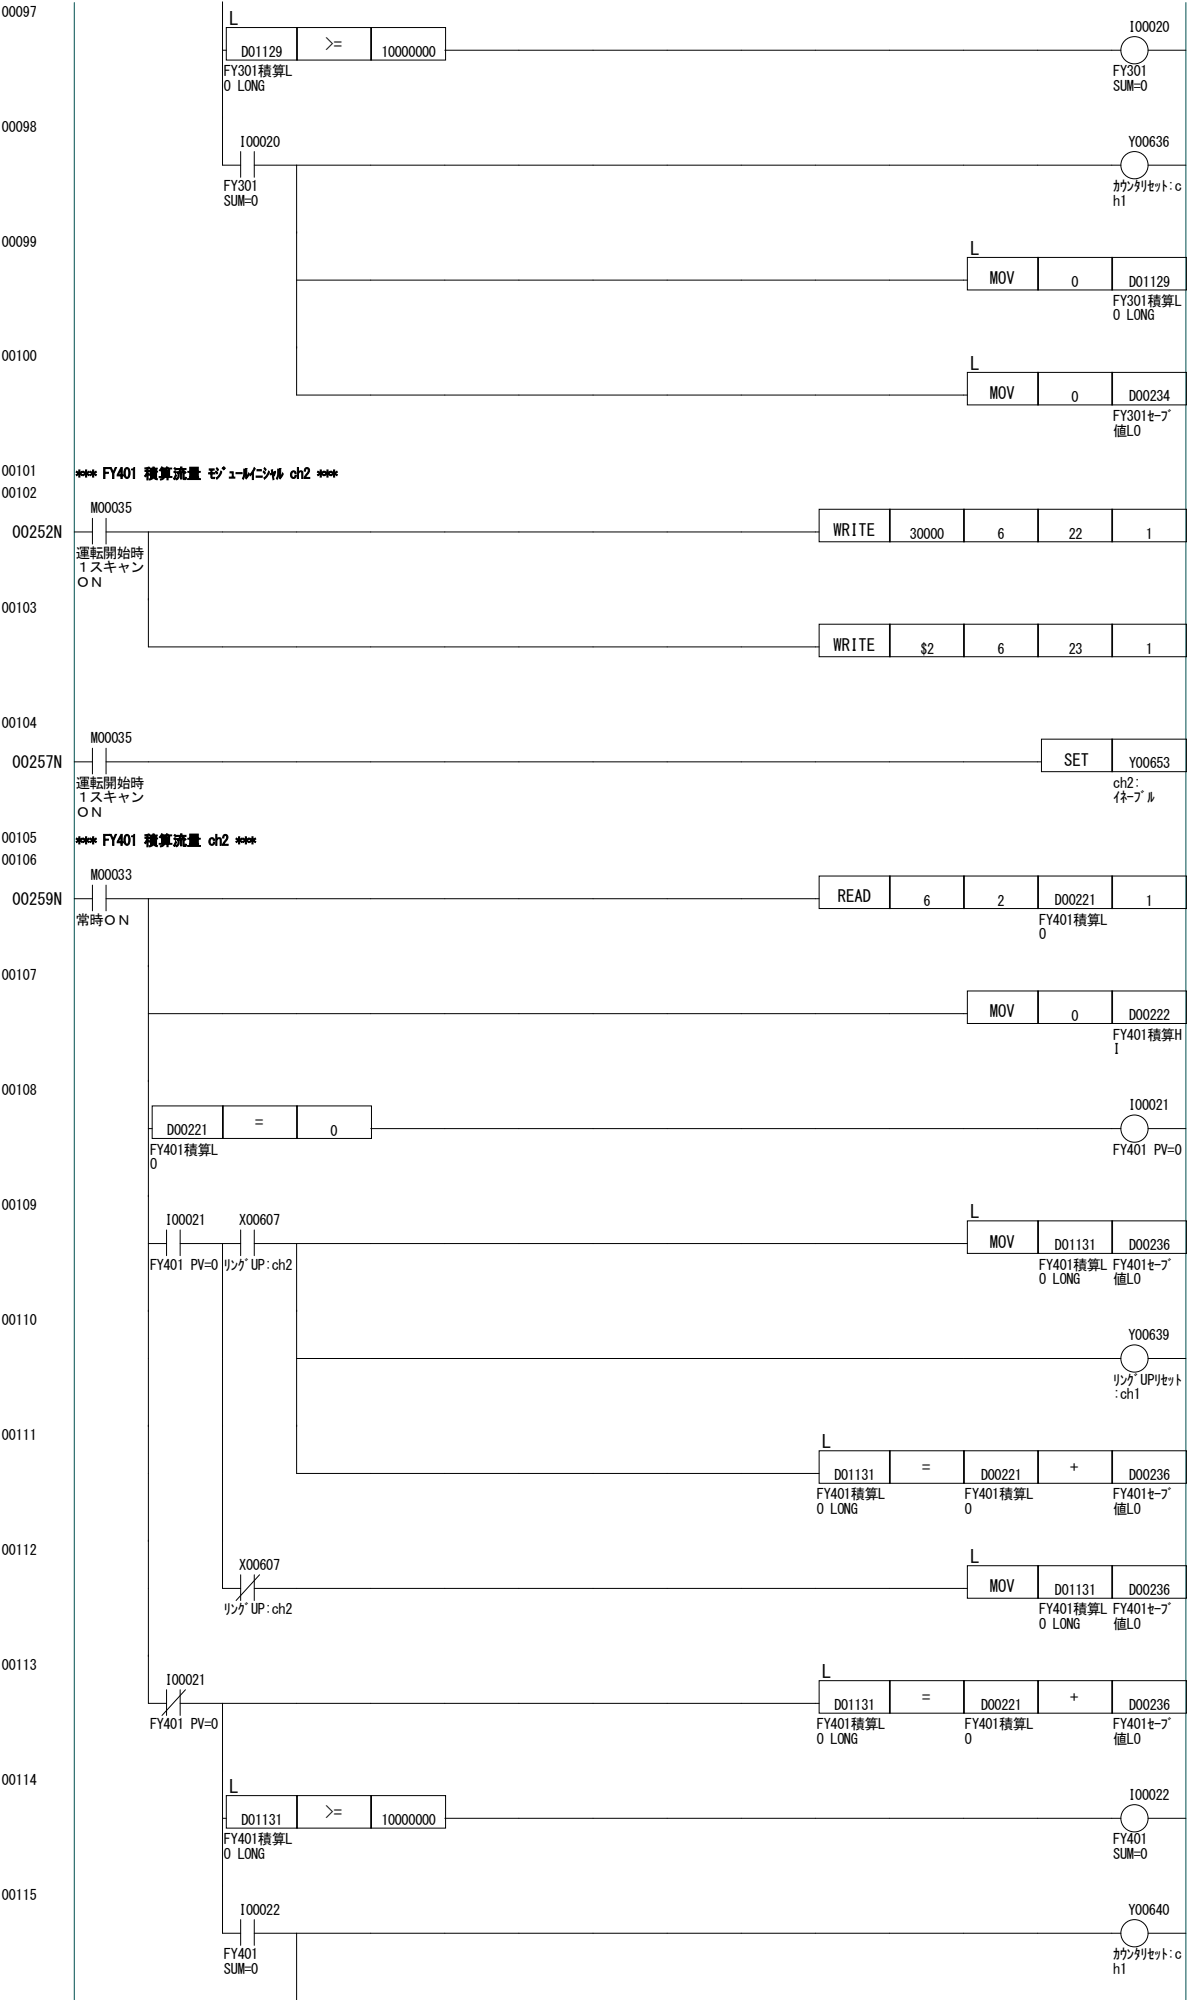 00097
L
D01129 >= 10000000
I00020
FY301積算L
O LONG
FY301
SUM=0
00098
I00020
Y00636
FY301
SUM=0
ｶｳﾝﾀﾘｾｯﾄ:c
h1
00099
L
MOV 0 D01129
FY301積算L
O LONG
00100
L
MOV 0 D00234
FY301ｾｰﾌﾞ
値LO
00101
*** FY401 積算流量 ﾓｼﾞｭｰﾙｲﾆｼｬﾙ ch2 ***
00102
M00035
00252N
WRITE 30000 6 22 1
運転開始時
１スキャン
ＯＮ
00103
WRITE $2 6 23 1
00104
M00035
00257N
SET Y00653
運転開始時
１スキャン
ＯＮ
ch2:
ｲﾈｰﾌﾞﾙ
00105
*** FY401 積算流量 ch2 ***
00106
M00033
00259N
READ 6 2 D00221 1
常時ＯＮ
FY401積算L
O
00107
MOV 0 D00222
FY401積算H
I
00108
I00021
D00221 = 0
FY401積算L
O
FY401 PV=0
00109
I00021 X00607
L
MOV D01131 D00236
FY401 PV=0 ﾘﾝｸﾞUP:ch2
FY401積算L FY401ｾｰﾌﾞ
O LONG 値LO
00110
Y00639
ﾘﾝｸﾞUPﾘｾｯﾄ
:ch1
00111
L
D01131 = D00221 + D00236
FY401積算L FY401積算L FY401ｾｰﾌﾞ
O LONG O 値LO
00112
X00607
L
MOV D01131 D00236
ﾘﾝｸﾞUP:ch2
FY401積算L FY401ｾｰﾌﾞ
O LONG 値LO
00113
I00021
L
D01131 = D00221 + D00236
FY401 PV=0
FY401積算L FY401積算L FY401ｾｰﾌﾞ
O LONG O 値LO
00114
L
D01131 >= 10000000
I00022
FY401積算L
O LONG
FY401
SUM=0
00115
I00022
Y00640
FY401
SUM=0
ｶｳﾝﾀﾘｾｯﾄ:c
h1